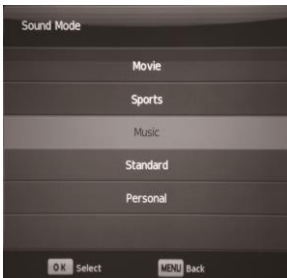 Sound Mode
Movie
Sports
Music
Standard
Personal
OK Select MENU Back